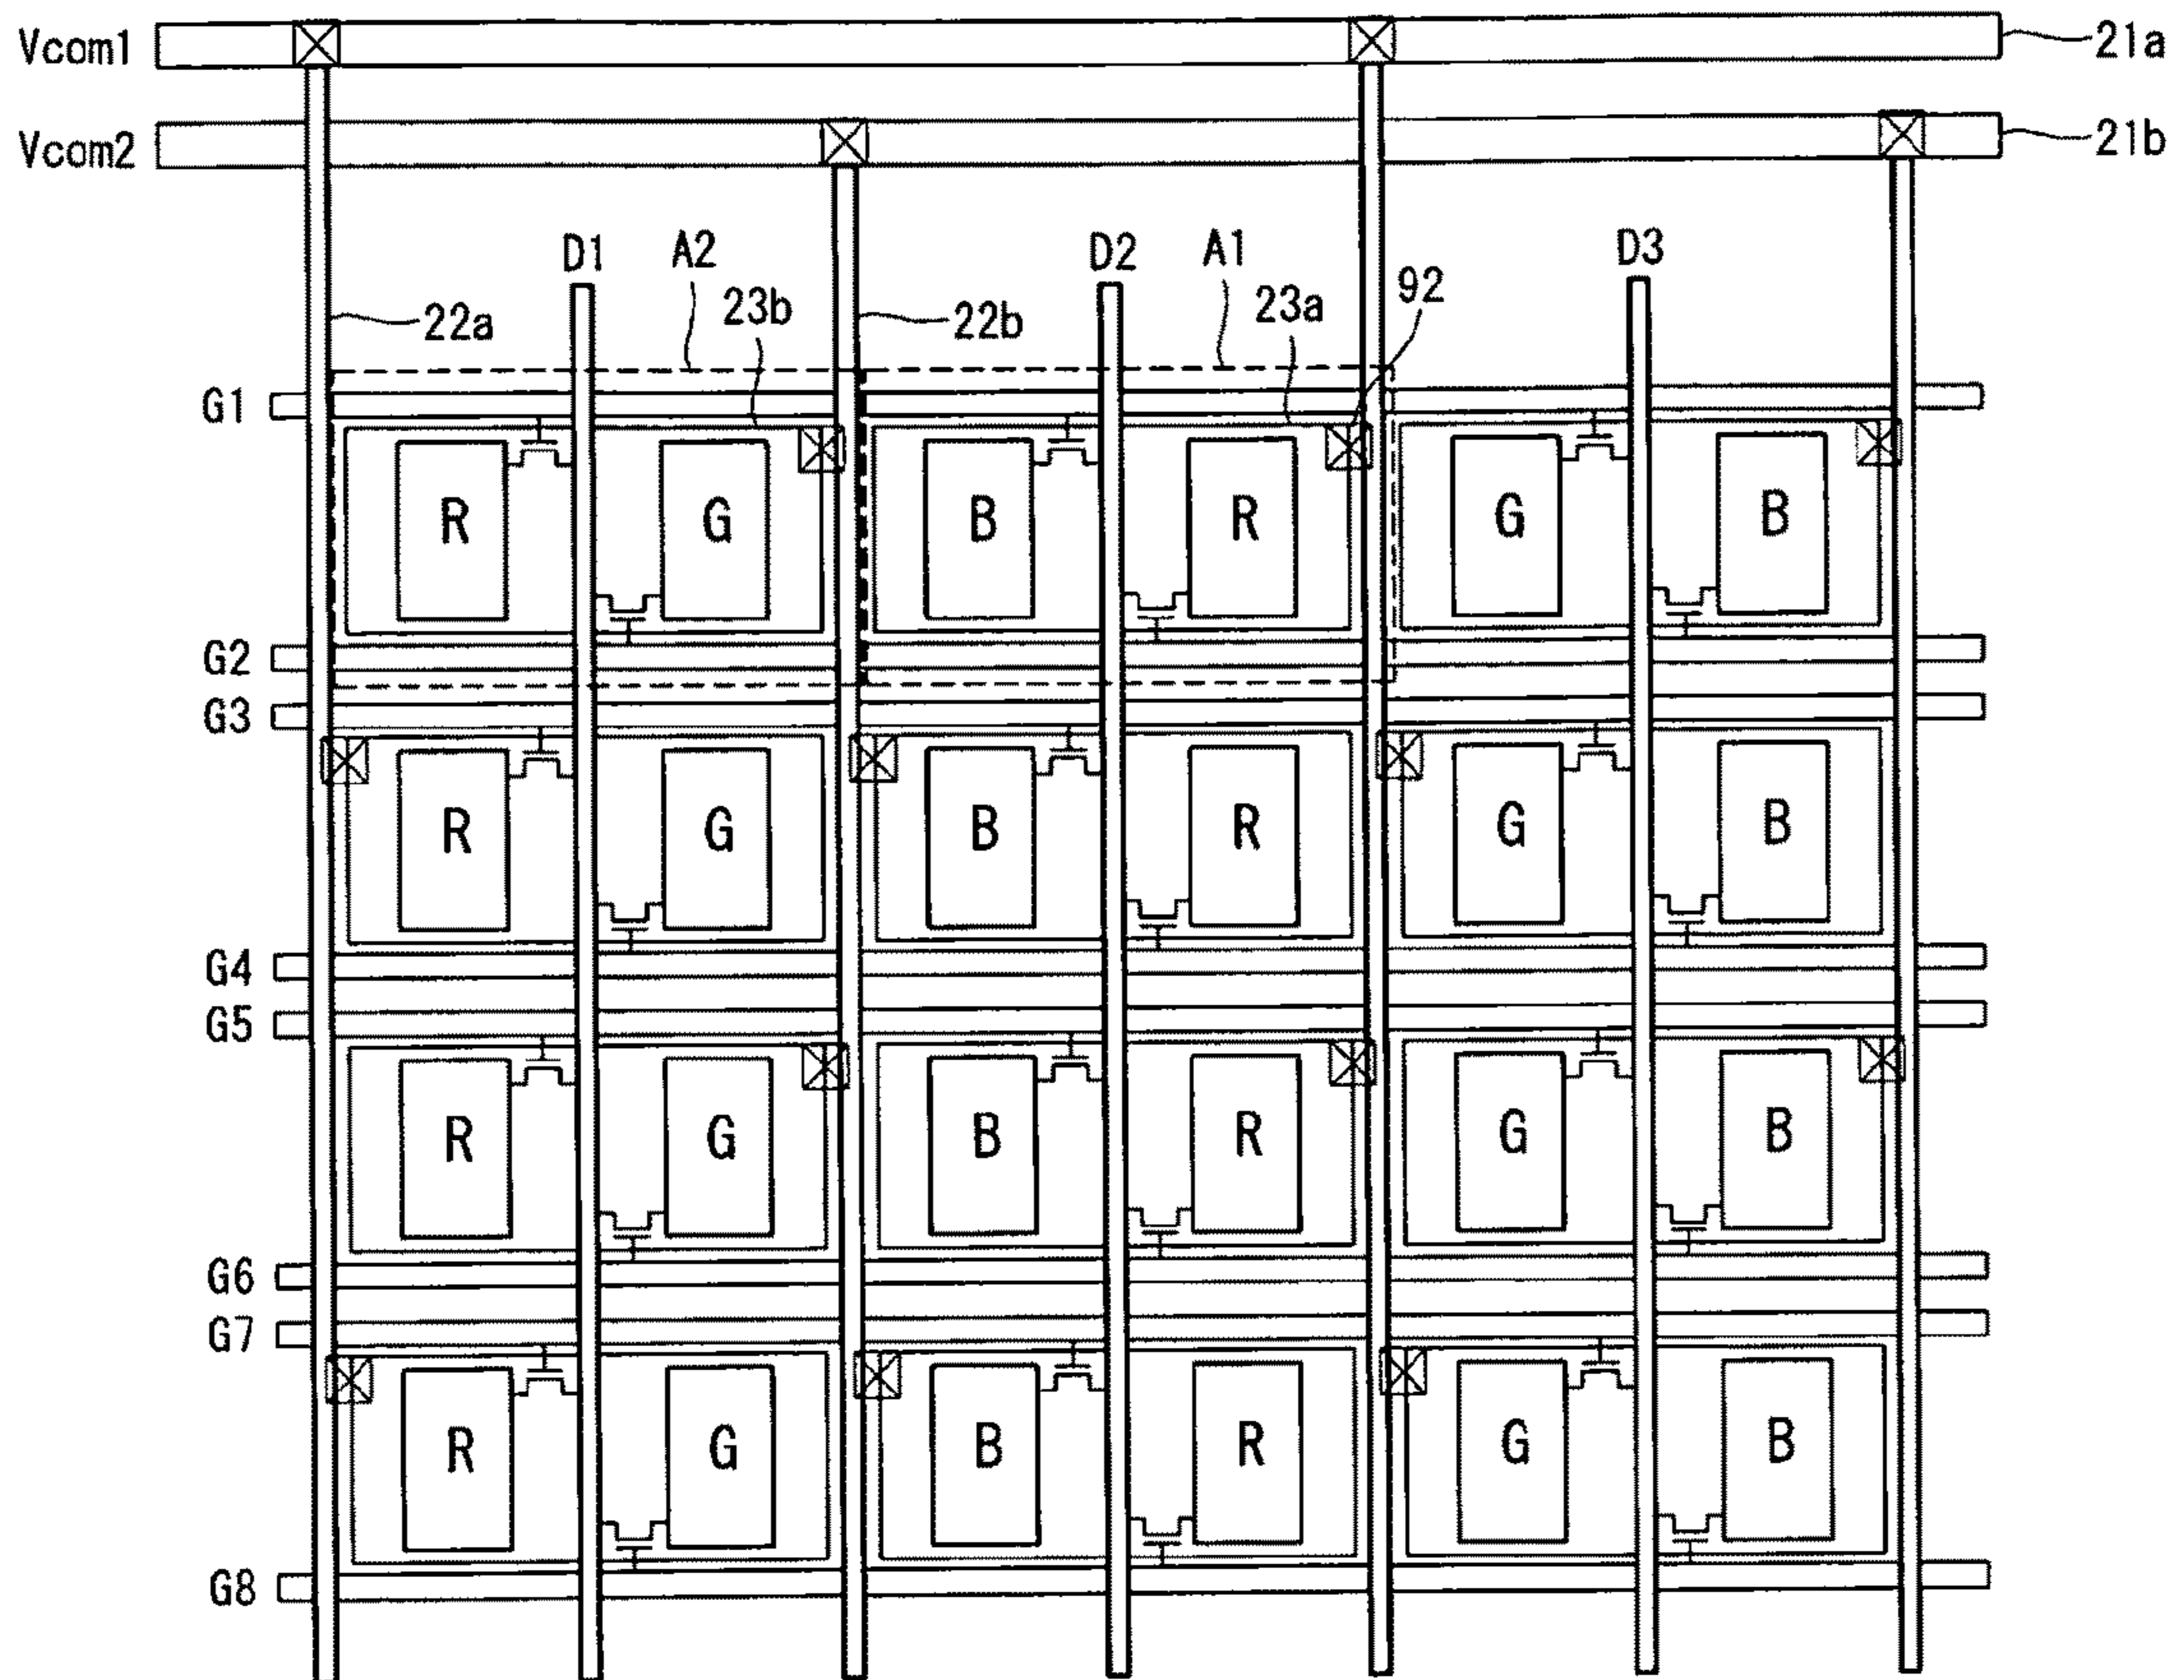 Vcom1 21a
Vcom2 21b
D1 A2 D2 A1 D3
22a 23b 22b 23a 92
G1
R G B R G B
G2
G3
R G B R G B
G4
G5
R G B R G B
G6
G7
R G B R G B
G8